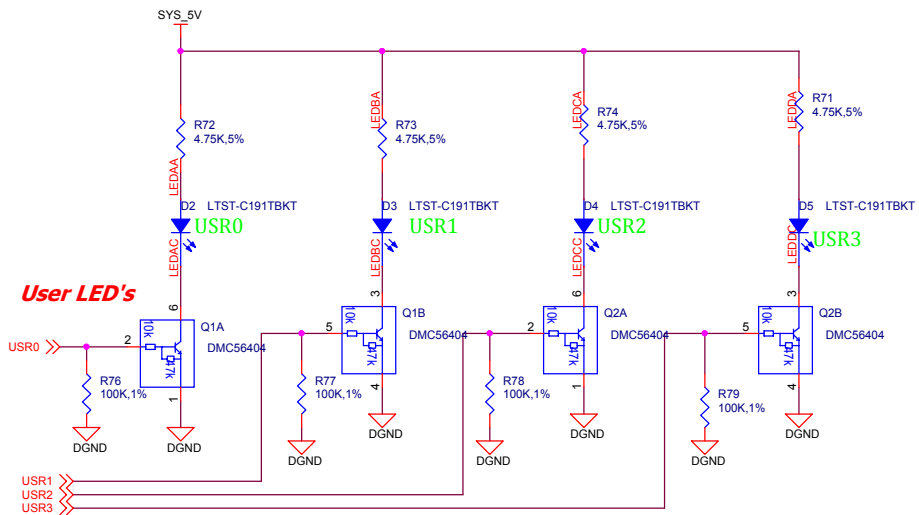 SYS_5V
R72
4.75K,5%
LEDAA
D2 LTST-C191TBKT
USR0
LEDAC
LEDBA
R73
4.75K,5%
D3 LTST-C191TBKT
USR1
LEDBC
LEDCA
R74
4.75K,5%
D4 LTST-C191TBKT
USR2
LEDCC
LEDDA
R71
4.75K,5%
D5 LTST-C191TBKT
USR3
LEDDC
User LED's
USR0
2
6
10k
47k
1
Q1A
DMC56404
R76
100K,1%
DGND
DGND
5
3
10k
47k
4
Q1B
DMC56404
R77
100K,1%
DGND
DGND
2
6
10k
47k
1
Q2A
DMC56404
R78
100K,1%
DGND
DGND
5
3
10k
47k
4
Q2B
DMC56404
R79
100K,1%
DGND
DGND
USR1
USR2
USR3